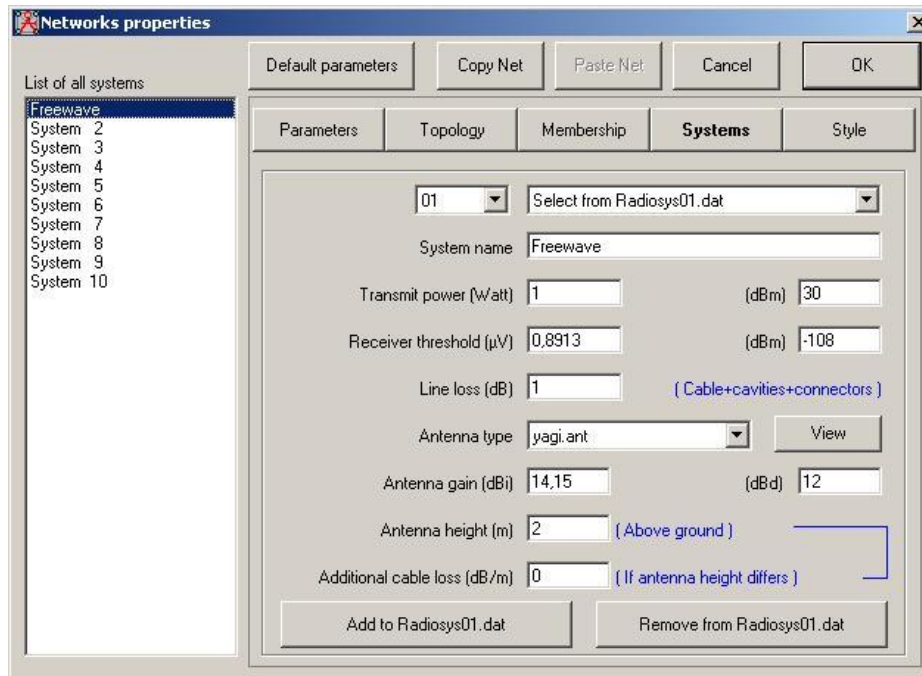 Networks properties
Default parameters Copy Net Paste Net Cancel OK
List of all systems
Freewave
System 2
System 3
System 4
System 5
System 6
System 7
System 8
System 9
System 10
Parameters Topology Membership Systems Style
01 Select from Radiosys01.dat
System name Freewave
Transmit power (Watt) 1 (dBm) 30
Receiver threshold (µV) 0,8913 (dBm) -108
Line loss (dB) 1 ( Cable+cavities+connectors )
Antenna type yagi.ant View
Antenna gain (dBi) 14,15 (dBd) 12
Antenna height (m) 2 ( Above ground )
Additional cable loss (dB/m) 0 ( If antenna height differs )
Add to Radiosys01.dat Remove from Radiosys01.dat